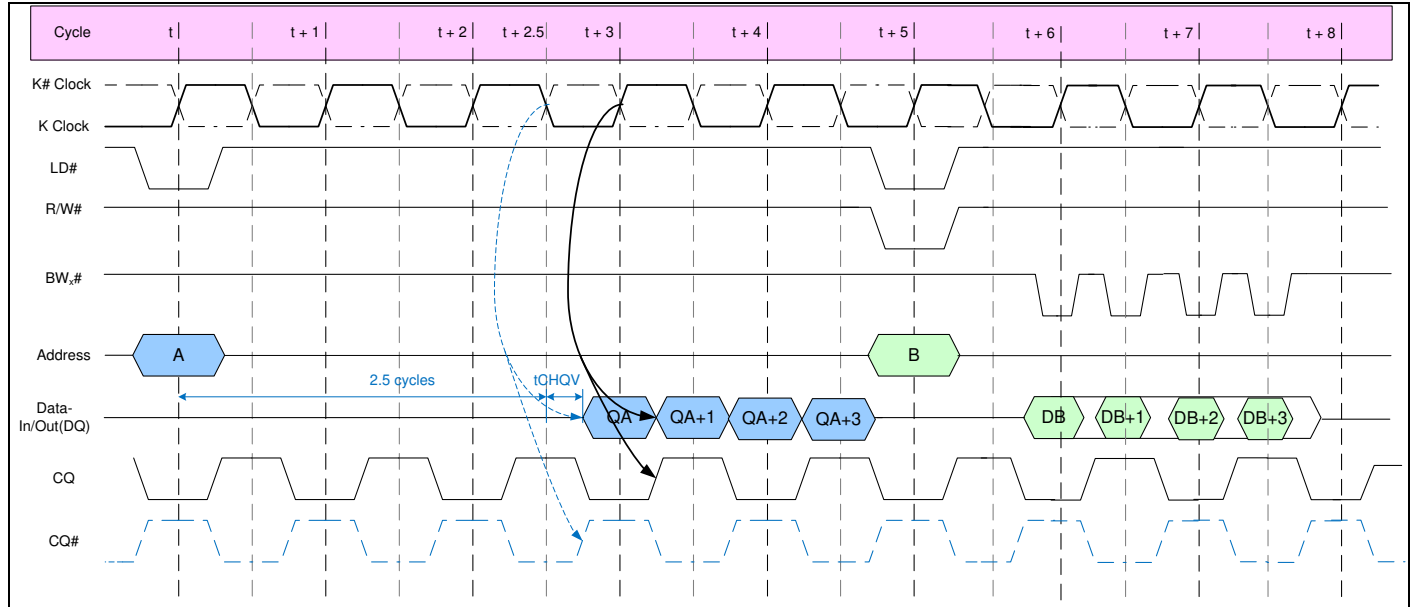 Cycle t t + 1 t + 2 t + 2.5 t + 3 t + 4 t + 5 t + 6 t + 7 t + 8
K# Clock
K Clock
LD#
R/W#
BWx#
Address A B
2.5 cycles tCHQV
Data-
In/Out(DQ) QA QA+1 QA+2 QA+3 DB DB+1 DB+2 DB+3
CQ
CQ#